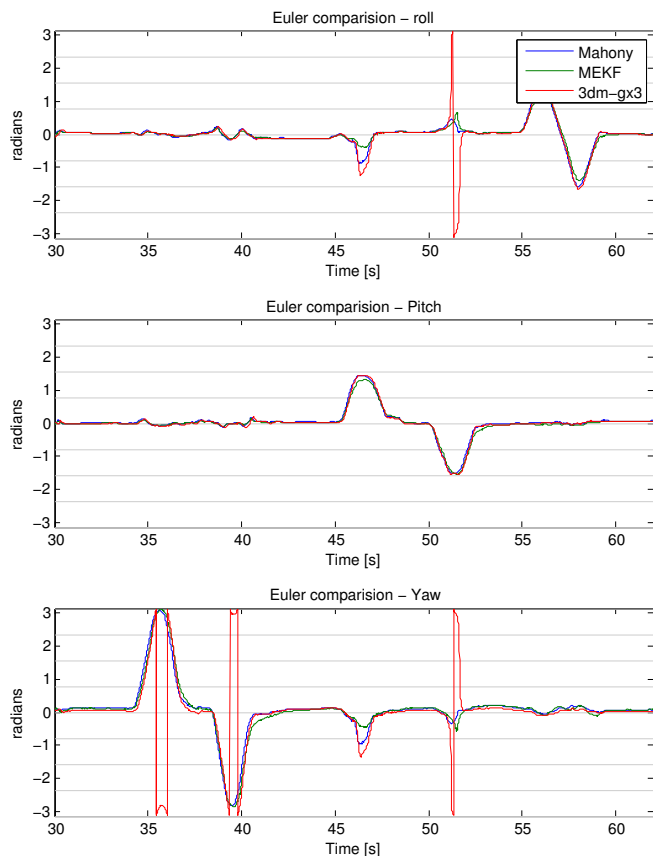 Euler comparision − roll
Mahony
MEKF
3dm−gx3
3
2
1
0
−1
−2
−3
radians
30 35 40 45 50 55 60
Time [s]
Euler comparision − Pitch
3
2
1
0
−1
−2
−3
radians
30 35 40 45 50 55 60
Time [s]
Euler comparision − Yaw
3
2
1
0
−1
−2
−3
radians
30 35 40 45 50 55 60
Time [s]